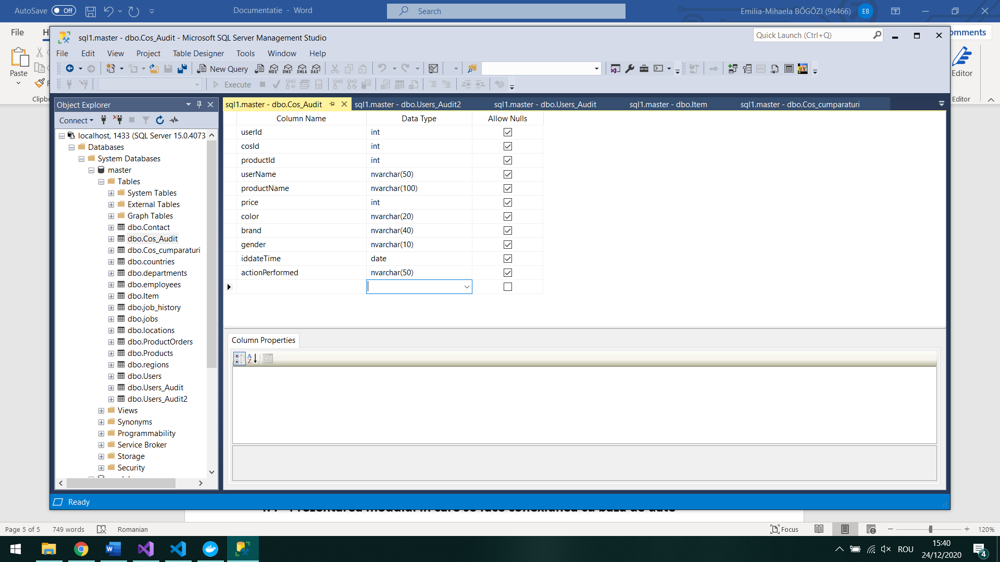 AutoSave Off
Documentatie - Word
Search
Emilia-Mihaela BŐGŐZI (94466) EB
File H
omments
Paste
Clipb
Editor
Editor
sql1.master - dbo.Cos_Audit - Microsoft SQL Server Management Studio
Quick Launch (Ctrl+Q)
File Edit View Project Table Designer Tools Window Help
New Query MDX DMX XMLA DAX
Execute
Object Explorer
Connect
localhost, 1433 (SQL Server 15.0.4073
Databases
System Databases
master
Tables
System Tables
External Tables
Graph Tables
dbo.Contact
dbo.Cos_Audit
dbo.Cos_cumparaturi
dbo.countries
dbo.departments
dbo.employees
dbo.Item
dbo.job_history
dbo.jobs
dbo.locations
dbo.ProductOrders
dbo.Products
dbo.regions
dbo.Users
dbo.Users_Audit
dbo.Users_Audit2
Views
Synonyms
Programmability
Service Broker
Storage
Security
sql1.master - dbo.Cos_Audit
sql1.master - dbo.Users_Audit2
sql1.master - dbo.Users_Audit
sql1.master - dbo.Item
sql1.master - dbo.Cos_cumparaturi
Column Name Data Type Allow Nulls
userId int
cosId int
productId int
userName nvarchar(50)
productName nvarchar(100)
price int
color nvarchar(20)
brand nvarchar(40)
gender nvarchar(10)
iddateTime date
actionPerformed nvarchar(50)
Column Properties
Ready
Page 5 of 5 749 words Romanian
Focus
120%
ROU
15:40
24/12/2020
4